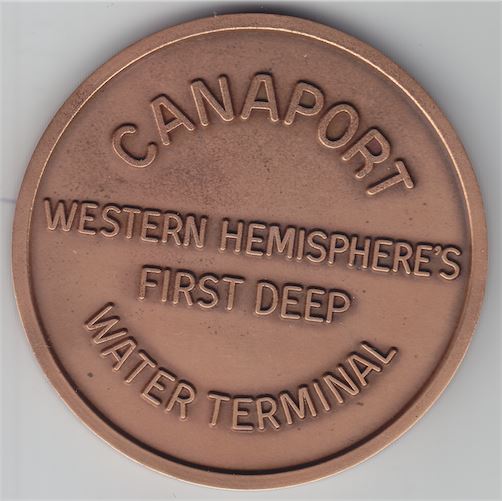 CANAPORT
WESTERN HEMISPHERE'S
FIRST DEEP
WATER TERMINAL